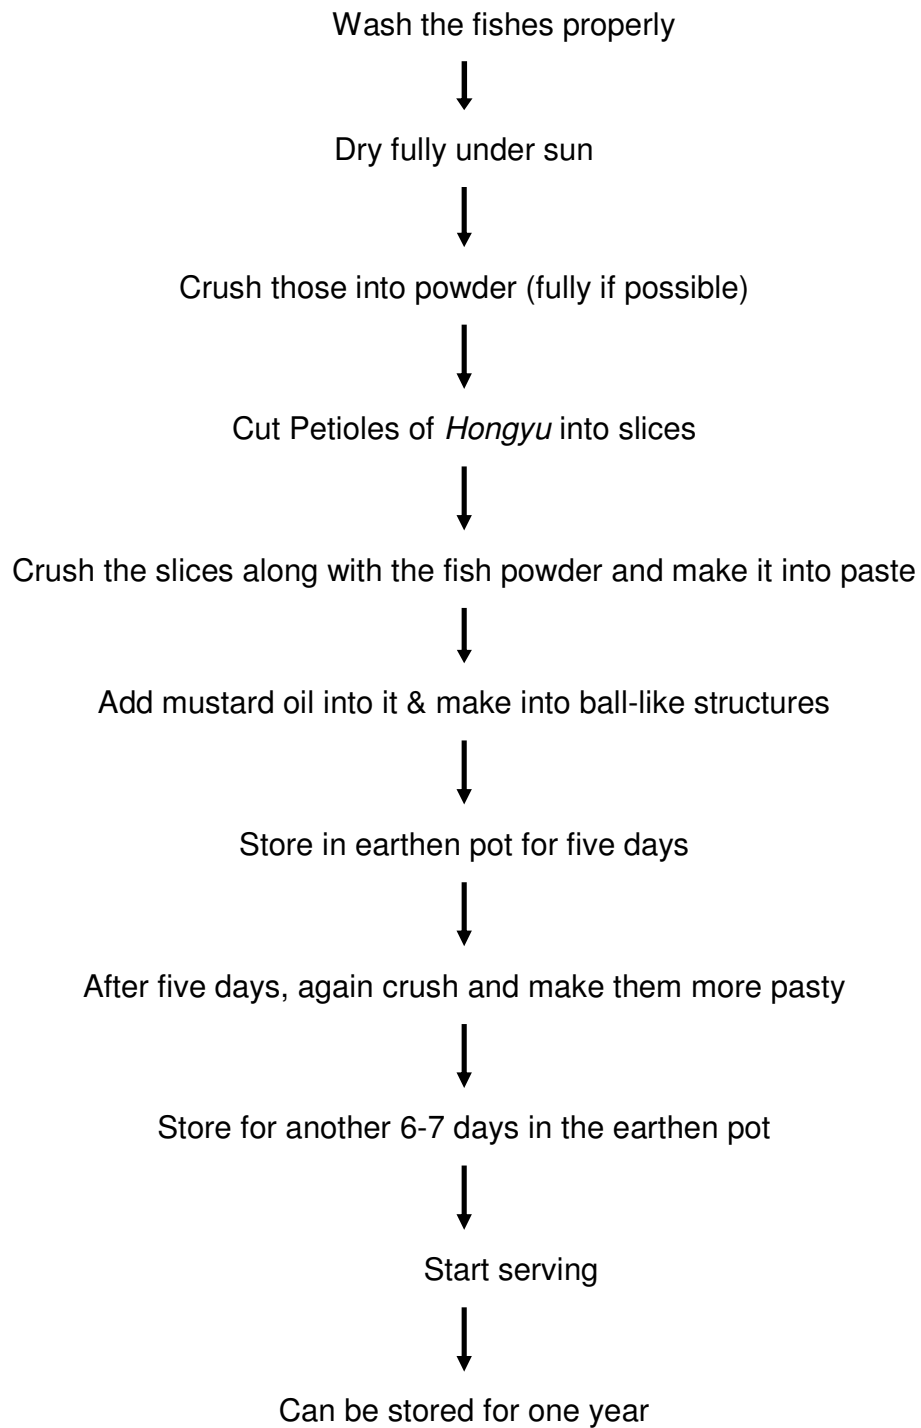 Wash the fishes properly
Dry fully under sun
Crush those into powder (fully if possible)
Cut Petioles of Hongyu into slices
Crush the slices along with the fish powder and make it into paste
Add mustard oil into it & make into ball-like structures
Store in earthen pot for five days
After five days, again crush and make them more pasty
Store for another 6-7 days in the earthen pot
Start serving
Can be stored for one year